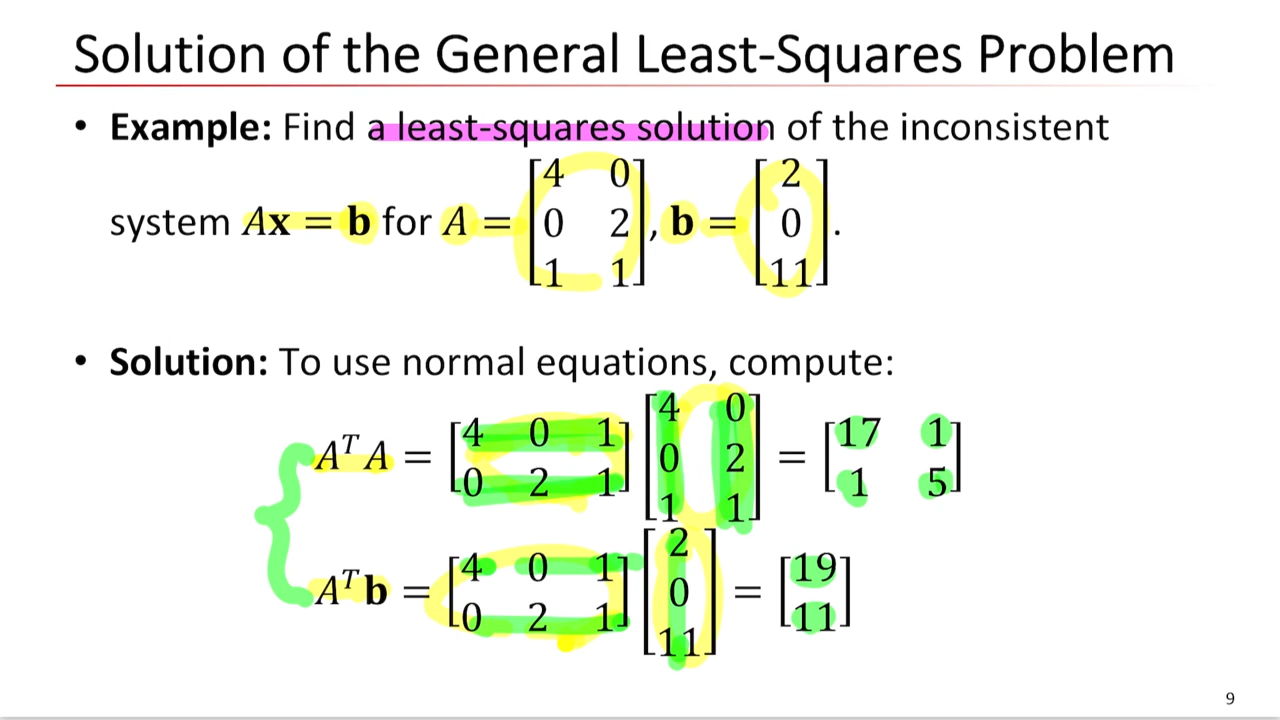 Solution of the General Least-Squares Problem
• Example: Find a least-squares solution of the inconsistent
system Ax = b for A = [4 0; 0 2; 1 1], b = [2; 0; 11].
• Solution: To use normal equations, compute:
AᵀA = [4 0 1; 0 2 1] [4 0; 0 2; 1 1] = [17 1; 1 5]
Aᵀb = [4 0 1; 0 2 1] [2; 0; 11] = [19; 11]
9